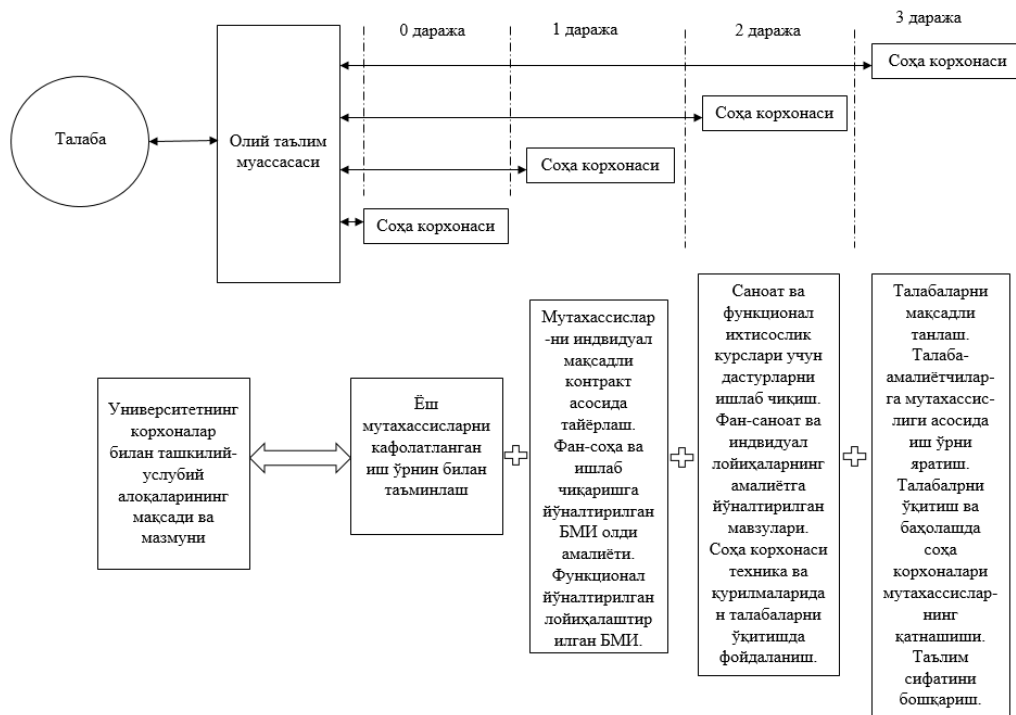 0 даража
1 даража
2 даража
3 даража
Соҳа корхонаси
Соҳа корхонаси
Талаба
Олий таълим
муассасаси
Соҳа корхонаси
Соҳа корхонаси
Университетнинг
корхоналар
билан ташкилий-
услубий
алоқаларининг
мақсади ва
мазмуни
Ёш
мутахассисларни
кафолатланган
иш ўрнин билан
таъминлаш
Мутахассислар
-ни индвидуал
мақсадли
контракт
асосида
тайёрлаш.
Фан-соҳа ва
ишлаб
чиқаришга
йўналтирилган
БМИ олди
амалиёти.
Функционал
йўналтирилган
лойиҳалаштир
илган БМИ.
Саноат ва
функционал
ихтисослик
курслари учун
дастурларни
ишлаб чиқиш.
Фан-саноат ва
индвидуал
лойиҳаларнинг
амалиётга
йўналтирилган
мавзулари.
Соҳа корхонаси
техника ва
қурилмаларида
н талабаларни
ўқитишда
фойдаланиш.
Талабаларни
мақсадли
танлаш.
Талаба-
амалиётчилар-
га мутахассис-
лиги асосида
иш ўрни
яратиш.
Талабалрни
ўқитиш ва
баҳолашда
соҳа
корхоналари
мутахассислар-
нинг
қатнашиши.
Таълим
сифатини
бошқариш.